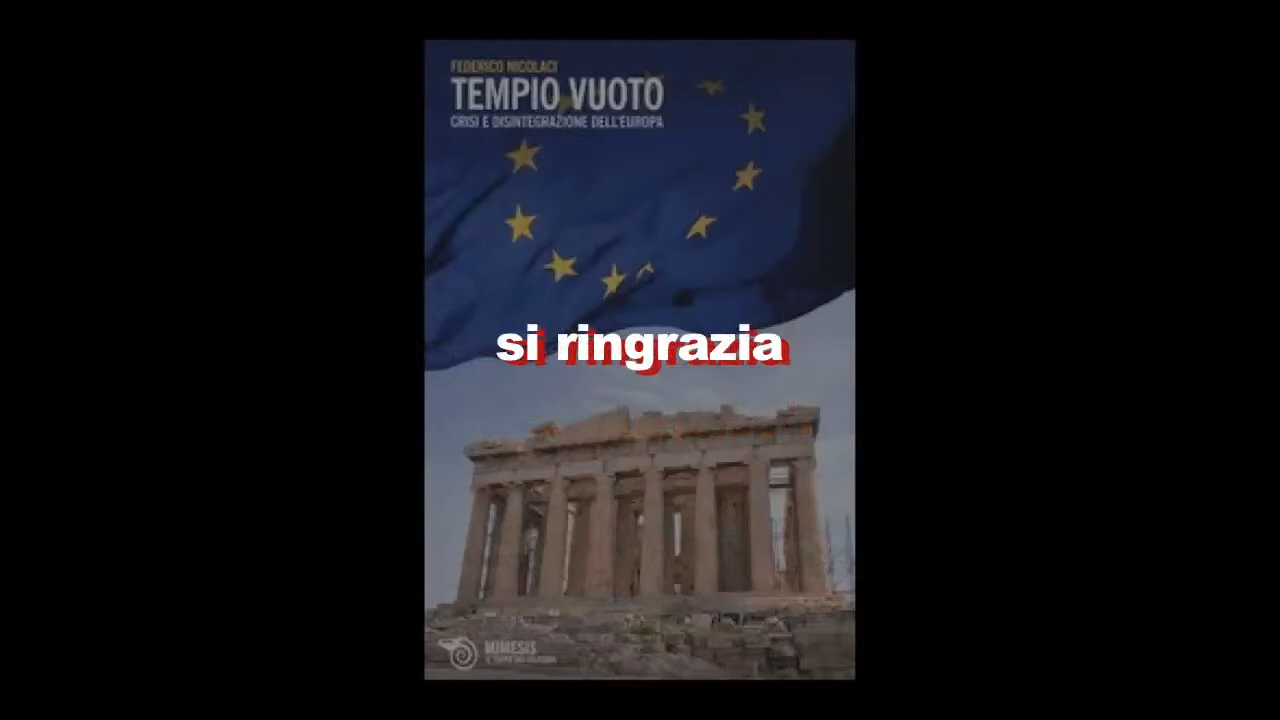 FEDERICO NICOLACI
TEMPIO VUOTO
CRISI E DISINTEGRAZIONE DELL'EUROPA
si ringrazia
MIMESIS